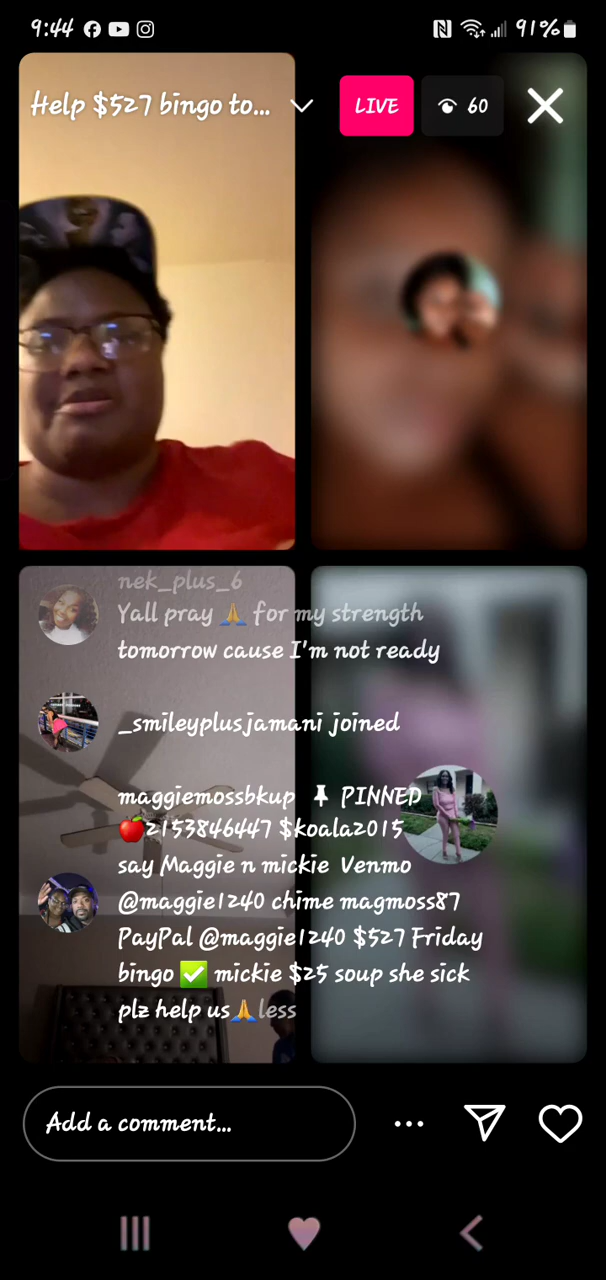 9:44
91%
Help $527 bingo to...
LIVE
60
nek_plus_6
Yall pray 🙏 for my strength
tomorrow cause I'm not ready
_smileyplusjamani joined
maggiemossbkup 📌 PINNED
🍎2153846447 $koala2015
say Maggie n mickie Venmo
@maggie1240 chime magmoss87
PayPal @maggie1240 $527 Friday
bingo ✅ mickie $25 soup she sick
plz help us🙏less
Add a comment...